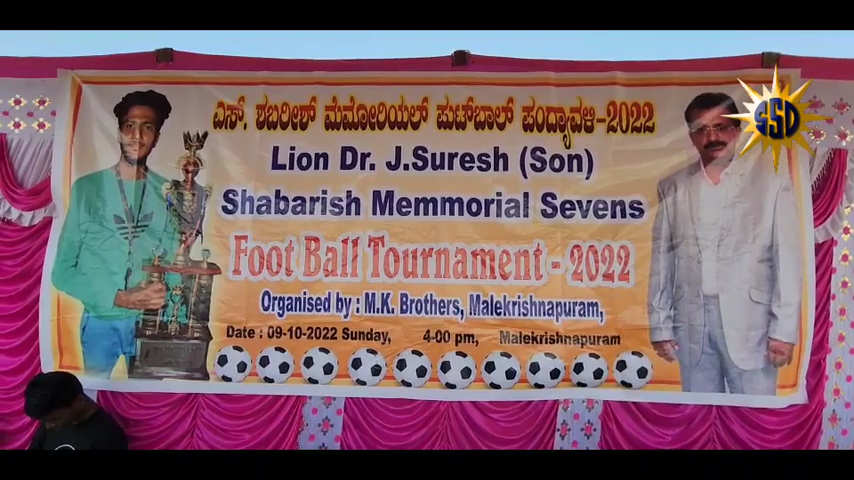 ಎಸ್. ಶಬರೀಶ್ ಮೆಮೋರಿಯಲ್ ಫುಟ್‌ಬಾಲ್ ಪಂದ್ಯಾವಳಿ-2022
Lion Dr. J.Suresh (Son)
Shabarish Memmorial Sevens
Foot Ball Tournament - 2022
Organised by : M.K. Brothers, Malekrishnapuram,
Date : 09-10-2022 Sunday, 4-00 pm, MALEKRISHNAPURAM
SSD